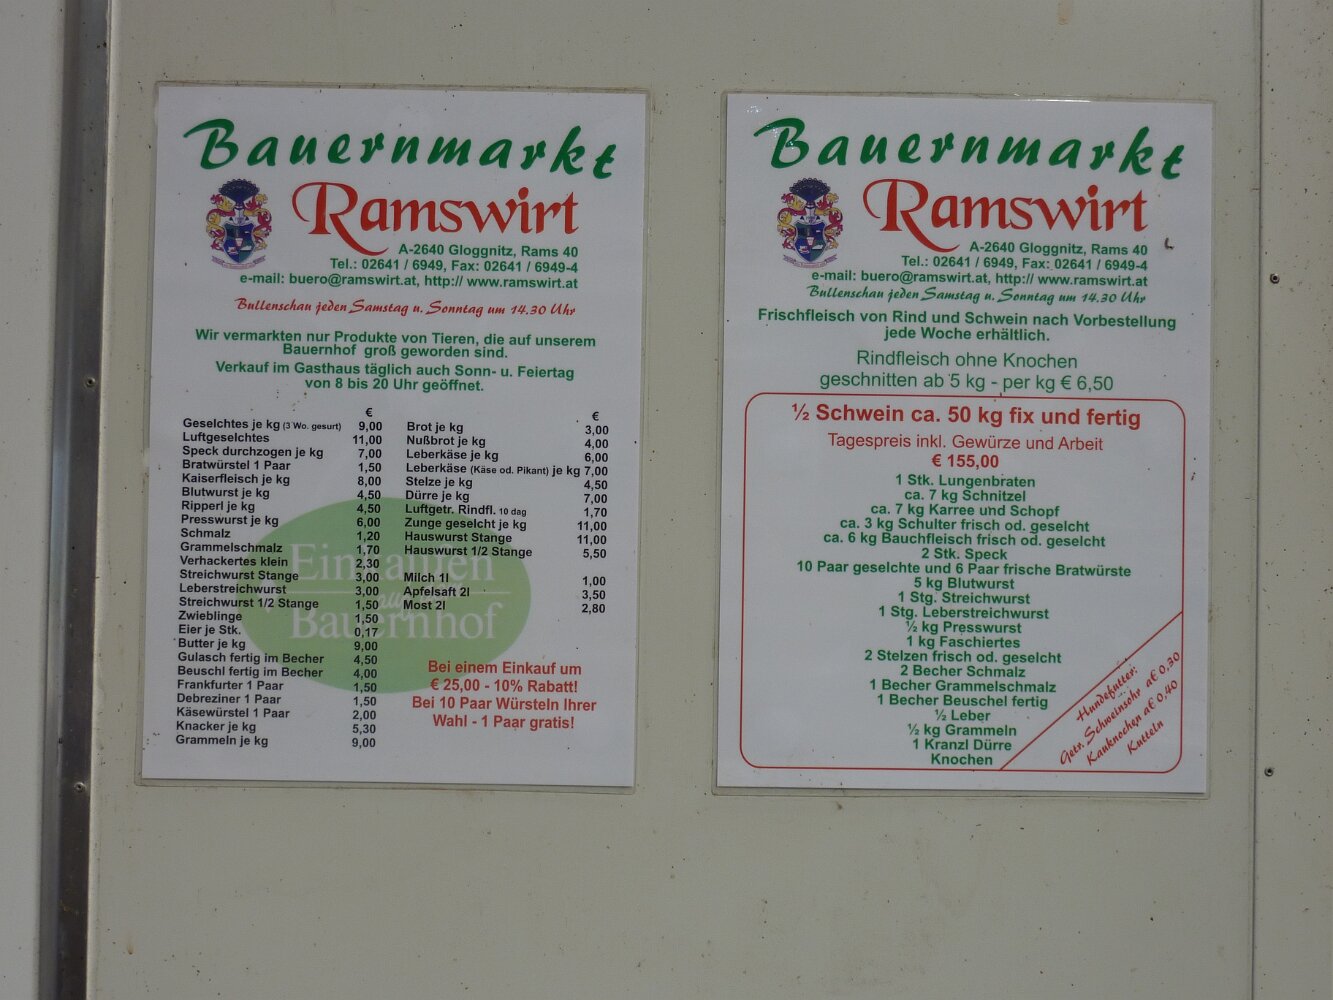 Bauernmarkt
Ramswirt
A-2640 Gloggnitz, Rams 40
Tel.: 02641 / 6949, Fax: 02641 / 6949-4
e-mail: buero@ramswirt.at, http:// www.ramswirt.at
Bullenschau jeden Samstag u. Sonntag um 14.30 Uhr
Wir vermarkten nur Produkte von Tieren, die auf unserem
Bauernhof groß geworden sind.
Verkauf im Gasthaus täglich auch Sonn- u. Feiertag
von 8 bis 20 Uhr geöffnet.
€
Geselchtes je kg (3 Wo. gesurt) 9,00
Luftgeselchtes 11,00
Speck durchzogen je kg 7,00
Bratwürstel 1 Paar 1,50
Kaiserfleisch je kg 8,00
Blutwurst je kg 4,50
Ripperl je kg 4,50
Presswurst je kg 6,00
Schmalz 1,20
Grammelschmalz 1,70
Verhackertes klein 2,30
Streichwurst Stange 3,00
Leberstreichwurst 3,00
Streichwurst 1/2 Stange 1,50
Zwieblinge 1,50
Eier je Stk. 0,17
Butter je kg 9,00
Gulasch fertig im Becher 4,50
Beuschl fertig im Becher 4,00
Frankfurter 1 Paar 1,50
Debreziner 1 Paar 1,50
Käsewürstel 1 Paar 2,00
Knacker je kg 5,30
Grammeln je kg 9,00
€
Brot je kg 3,00
Nußbrot je kg 4,00
Leberkäse je kg 6,00
Leberkäse (Käse od. Pikant) je kg 7,00
Stelze je kg 4,50
Dürre je kg 7,00
Luftgetr. Rindfl. 10 dag 1,70
Zunge geselcht je kg 11,00
Hauswurst Stange 11,00
Hauswurst 1/2 Stange 5,50
Milch 1l 1,00
Apfelsaft 2l 3,50
Most 2l 2,80
Einkaufen
am
Bauernhof
Bei einem Einkauf um
€ 25,00 - 10% Rabatt!
Bei 10 Paar Würsteln Ihrer
Wahl - 1 Paar gratis!
Bauernmarkt
Ramswirt
A-2640 Gloggnitz, Rams 40
Tel.: 02641 / 6949, Fax: 02641 / 6949-4
e-mail: buero@ramswirt.at, http:// www.ramswirt.at
Bullenschau jeden Samstag u. Sonntag um 14.30 Uhr
Frischfleisch von Rind und Schwein nach Vorbestellung
jede Woche erhältlich.
Rindfleisch ohne Knochen
geschnitten ab 5 kg - per kg € 6,50
½ Schwein ca. 50 kg fix und fertig
Tagespreis inkl. Gewürze und Arbeit
€ 155,00
1 Stk. Lungenbraten
ca. 7 kg Schnitzel
ca. 7 kg Karree und Schopf
ca. 3 kg Schulter frisch od. geselcht
ca. 6 kg Bauchfleisch frisch od. geselcht
2 Stk. Speck
10 Paar geselchte und 6 Paar frische Bratwürste
5 kg Blutwurst
1 Stg. Streichwurst
1 Stg. Leberstreichwurst
½ kg Presswurst
1 kg Faschiertes
2 Stelzen frisch od. geselcht
2 Becher Schmalz
1 Becher Grammelschmalz
1 Becher Beuschel fertig
½ Leber
½ kg Grammeln
1 Kranzl Dürre
Knochen
Hundefutter:
Getr. Schweinsohr a€ 0,30
Kauknochen a€ 0,40
Kutteln